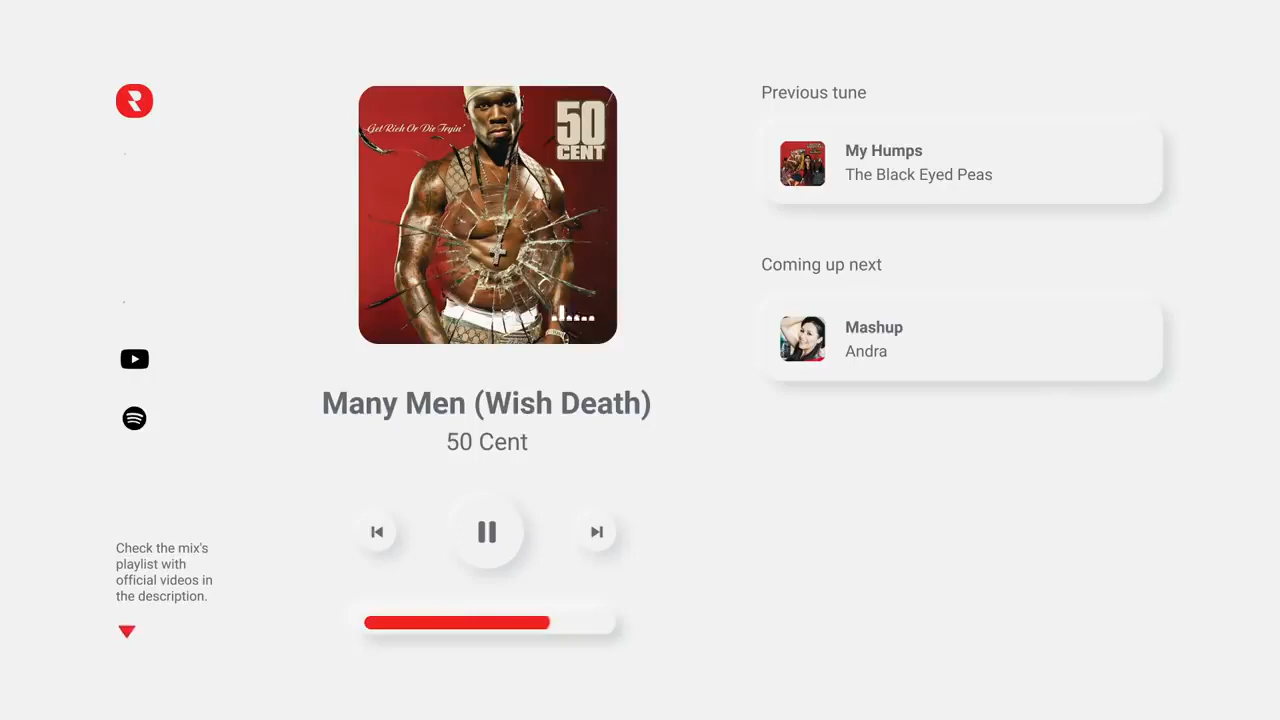 Get Rich Or Die Tryin'
50
CENT
Many Men (Wish Death)
50 Cent
Previous tune
My Humps
The Black Eyed Peas
Coming up next
Mashup
Andra
Check the mix's
playlist with
official videos in
the description.